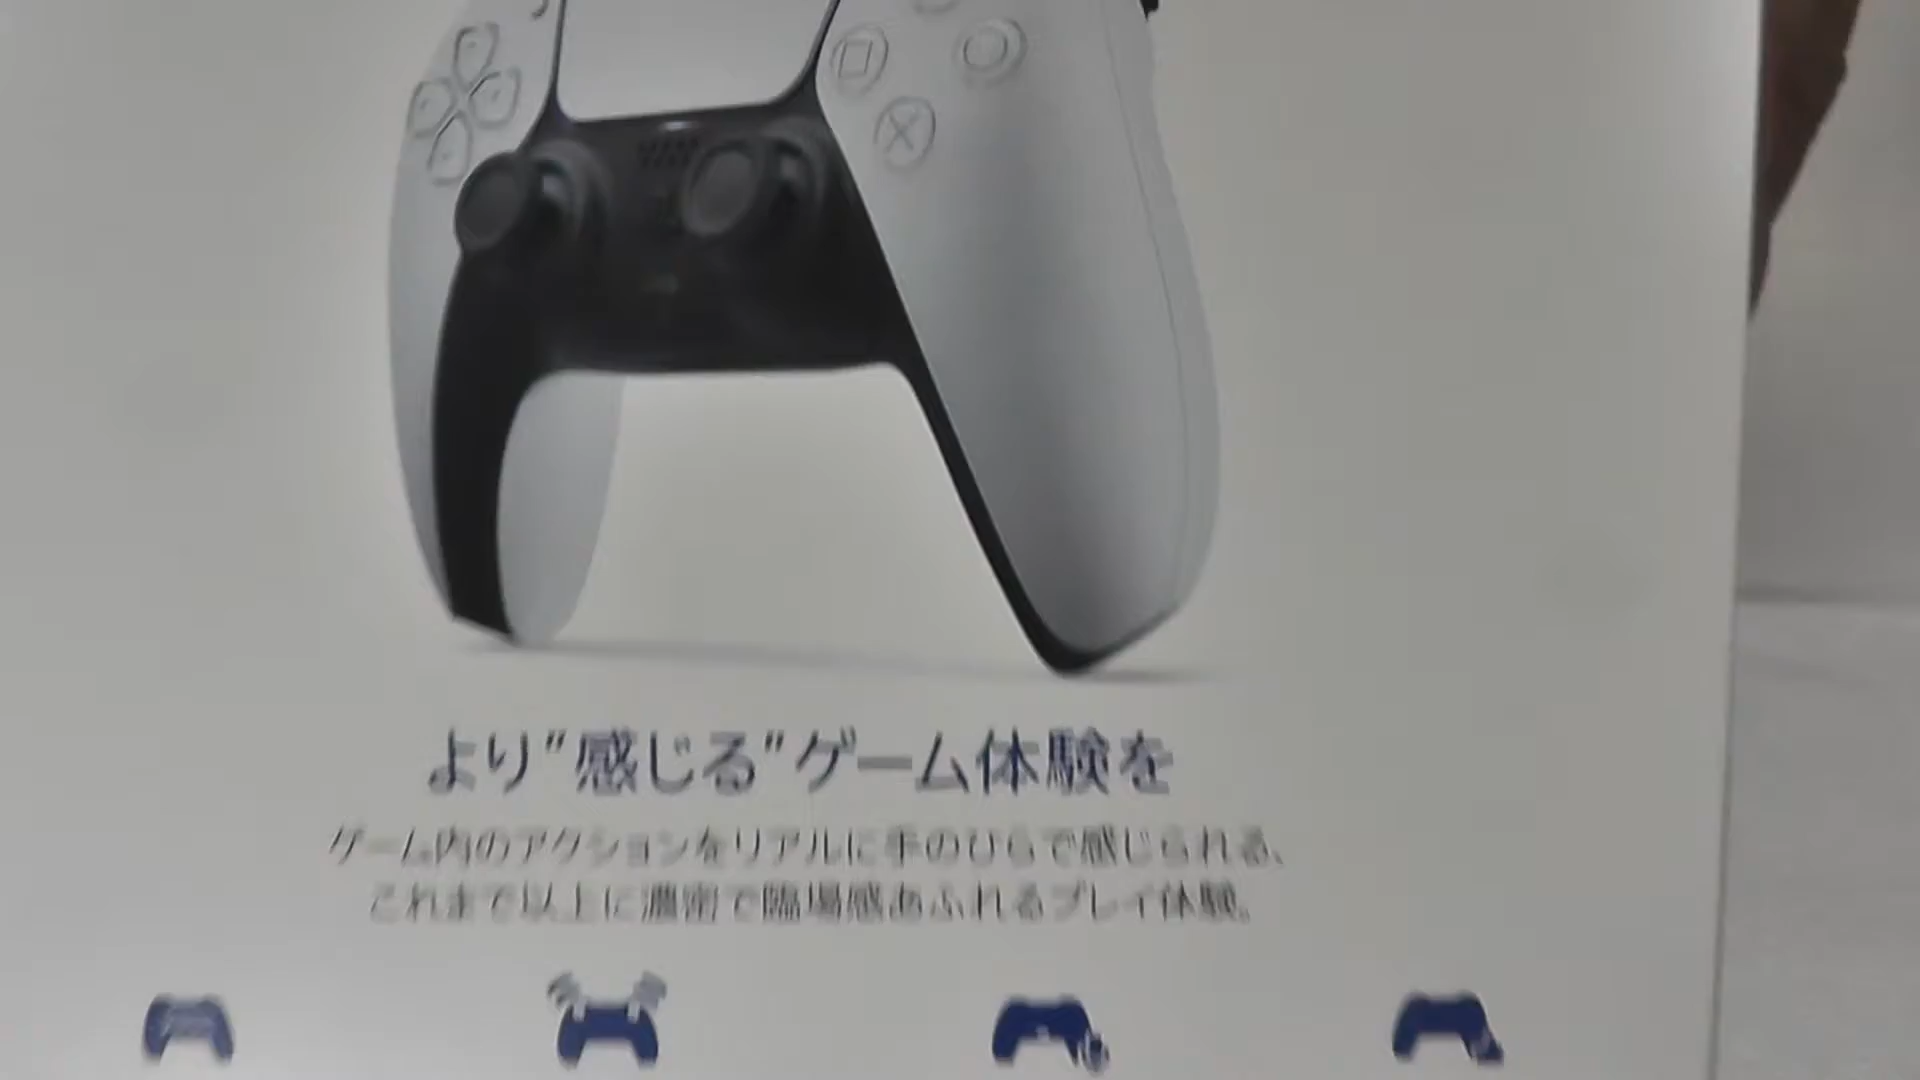 より"感じる"ゲーム体験を
ゲーム内のアクションをリアルに手のひらで感じられる、
これまで以上に濃密で臨場感あふれるプレイ体験。